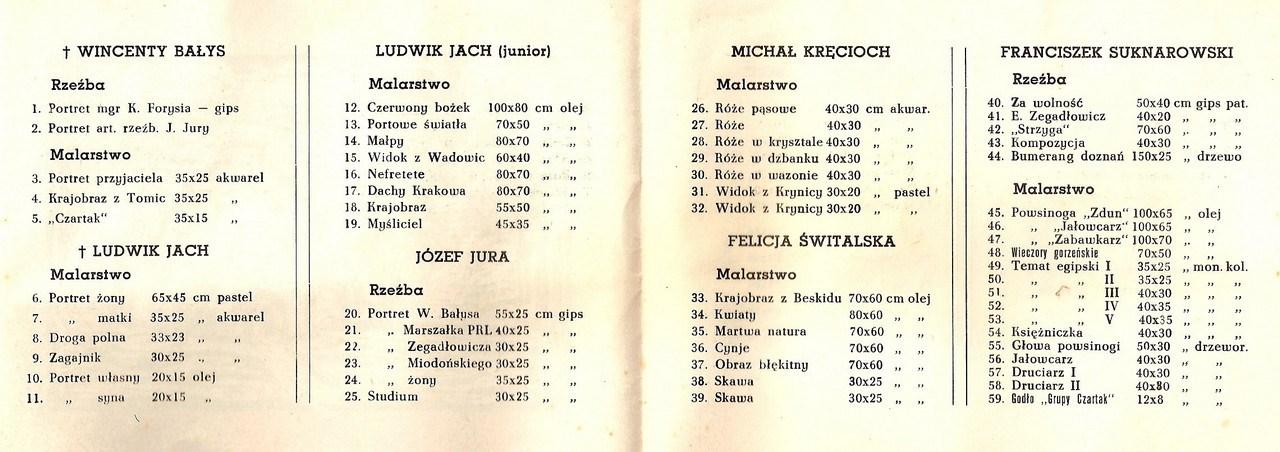 † WINCENTY BAŁYS
Rzeźba
1. Portret mgr K. Forysia — gips
2. Portret art. rzeźb. J. Jury
Malarstwo
3. Portret przyjaciela 35x25 akwarel
4. Krajobraz z Tomic 35x25 „
5. „Czartak“ 35x15 „
† LUDWIK JACH
Malarstwo
6. Portret żony 65x45 cm pastel
7. „ matki 35x25 „ akwarel
8. Droga polna 33x23 „ „
9. Zagajnik 30x25 „ „
10. Portret własny 20x15 olej
11. „ syna 20x15 „
LUDWIK JACH (junior)
Malarstwo
12. Czerwony bożek 100x80 cm olej
13. Portowe światła 70x50 „ „
14. Małpy 80x70 „ „
15. Widok z Wadowic 60x40 „ „
16. Nefretete 80x70 „ „
17. Dachy Krakowa 80x70 „ „
18. Krajobraz 55x50 „ „
19. Myśliciel 45x35 „ „
JÓZEF JURA
Rzeźba
20. Portret W. Bałysa 55x25 cm gips
21. „ Marszałka PRL 40x25 „ „
22. „ Zegadłowicza 30x25 „ „
23. „ Miodońskiego 30x25 „ „
24. „ żony 35x25 „ „
25. Studium 30x25 „ „
MICHAŁ KRĘCIOCH
Malarstwo
26. Róże pąsowe 40x30 cm akwar.
27. Róże 40x30 „ „
28. Róże w krysztale 40x30 „ „
29. Róże w dzbanku 40x30 „ „
30. Róże w wazonie 40x30 „ „
31. Widok z Krynicy 30x20 „ pastel
32. Widok z Krynicy 30x20 „ „
FELICJA ŚWITALSKA
Malarstwo
33. Krajobraz z Beskidu 70x60 cm olej
34. Kwiaty 80x60 „ „
35. Martwa natura 70x60 „ „
36. Cynje 70x60 „ „
37. Obraz błękitny 70x60 „ „
38. Skawa 30x25 „ „
39. Skawa 30x25 „ „
FRANCISZEK SUKNAROWSKI
Rzeźba
40. Za wolność 50x40 cm gips pat.
41. E. Zegadłowicz 40x20 „ „ „
42. „Strzyga“ 70x60 „ „ „
43. Kompozycja 40x30 „ „ „
44. Bumerang doznań 150x25 „ drzewo
Malarstwo
45. Powsinoga „Zdun“ 100x65 „ olej
46. „ „Jałowcarz“ 100x65 „ „
47. „ „Zabawkarz“ 100x70 „ „
48. Wieczory gorzeńskie 70x50 „ „
49. Temat egipski I 35x25 „ mon. kol.
50. „ „ II 35x25 „ „ „
51. „ „ III 40x30 „ „ „
52. „ „ IV 40x35 „ „ „
53. „ „ V 40x35 „ „ „
54. Księżniczka 40x30 „ „ „
55. Głowa powsinogi 50x30 „ drzewor.
56. Jałowcarz 40x30 „ „
57. Druciarz I 40x30 „ „
58. Druciarz II 40x80 „ „
59. Godło „Grupy Czartak“ 12x8 „ „